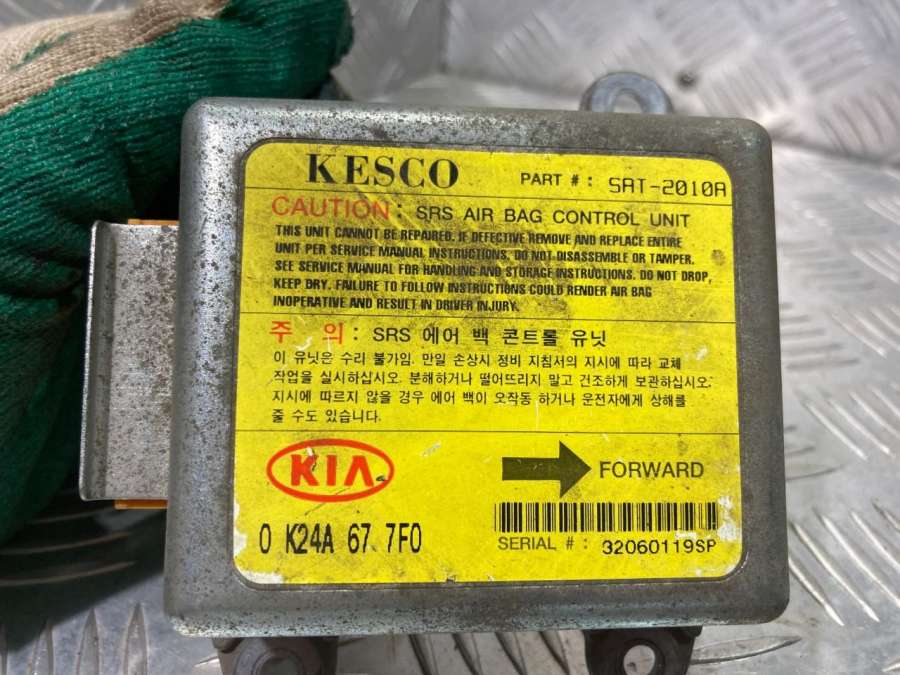 KESCO PART # : SAT-2010A
CAUTION : SRS AIR BAG CONTROL UNIT
THIS UNIT CANNOT BE REPAIRED. IF DEFECTIVE REMOVE AND REPLACE ENTIRE
UNIT PER SERVICE MANUAL INSTRUCTIONS. DO NOT DISASSEMBLE OR TAMPER.
SEE SERVICE MANUAL FOR HANDLING AND STORAGE INSTRUCTIONS. DO NOT DROP,
KEEP DRY. FAILURE TO FOLLOW INSTRUCTIONS COULD RENDER AIR BAG
INOPERATIVE AND RESULT IN DRIVER INJURY.
주 의 : SRS 에어 백 콘트롤 유닛
이 유닛은 수리 불가임. 만일 손상시 정비 지침서의 지시에 따라 교체
작업을 실시하십시오. 분해하거나 떨어뜨리지 말고 건조하게 보관하십시오.
지시에 따르지 않을 경우 에어 백이 오작동 하거나 운전자에게 상해를
줄 수도 있습니다.
KIA FORWARD
0 K24A 67 7F0
SERIAL # : 32060119SP